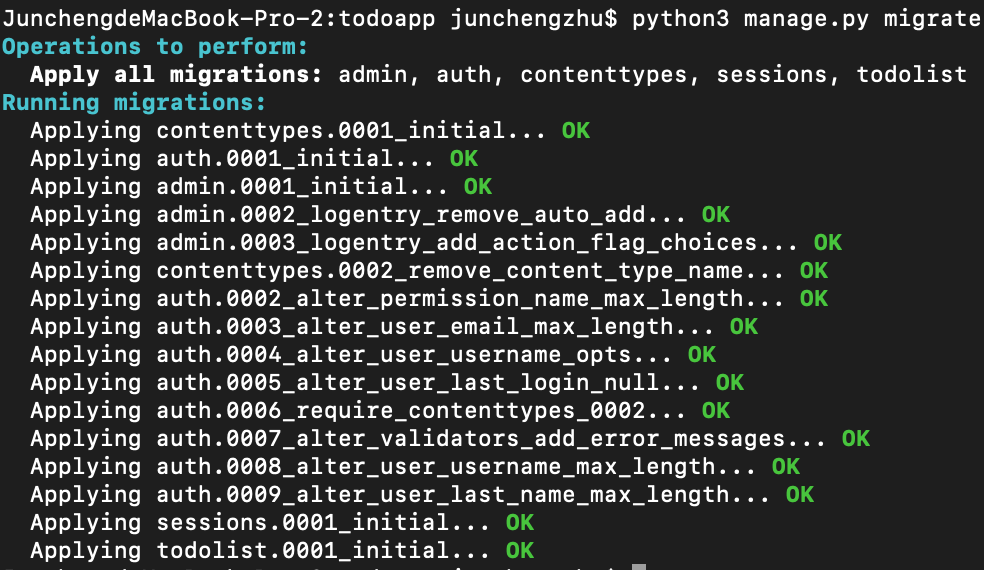 JunchengdeMacBook-Pro-2:todoapp junchengzhu$ python3 manage.py migrate
Operations to perform:
  Apply all migrations: admin, auth, contenttypes, sessions, todolist
Running migrations:
  Applying contenttypes.0001_initial... OK
  Applying auth.0001_initial... OK
  Applying admin.0001_initial... OK
  Applying admin.0002_logentry_remove_auto_add... OK
  Applying admin.0003_logentry_add_action_flag_choices... OK
  Applying contenttypes.0002_remove_content_type_name... OK
  Applying auth.0002_alter_permission_name_max_length... OK
  Applying auth.0003_alter_user_email_max_length... OK
  Applying auth.0004_alter_user_username_opts... OK
  Applying auth.0005_alter_user_last_login_null... OK
  Applying auth.0006_require_contenttypes_0002... OK
  Applying auth.0007_alter_validators_add_error_messages... OK
  Applying auth.0008_alter_user_username_max_length... OK
  Applying auth.0009_alter_user_last_name_max_length... OK
  Applying sessions.0001_initial... OK
  Applying todolist.0001_initial... OK